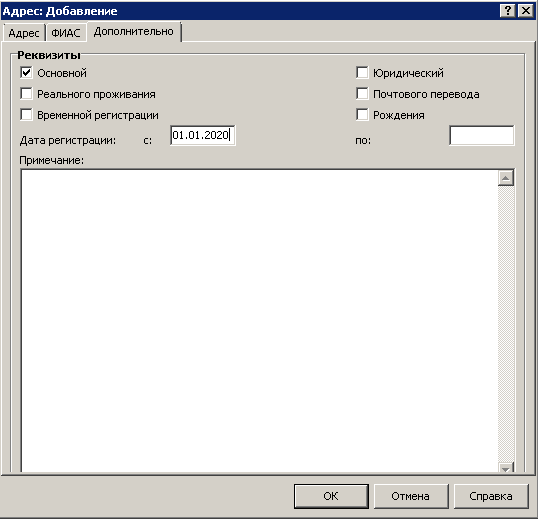 Адрес: Добавление
Адрес ФИАС Дополнительно
Реквизиты
Основной Юридический
Реального проживания Почтового перевода
Временной регистрации Рождения
Дата регистрации: с: 01.01.2020 по:
Примечание:
ОК Отмена Справка